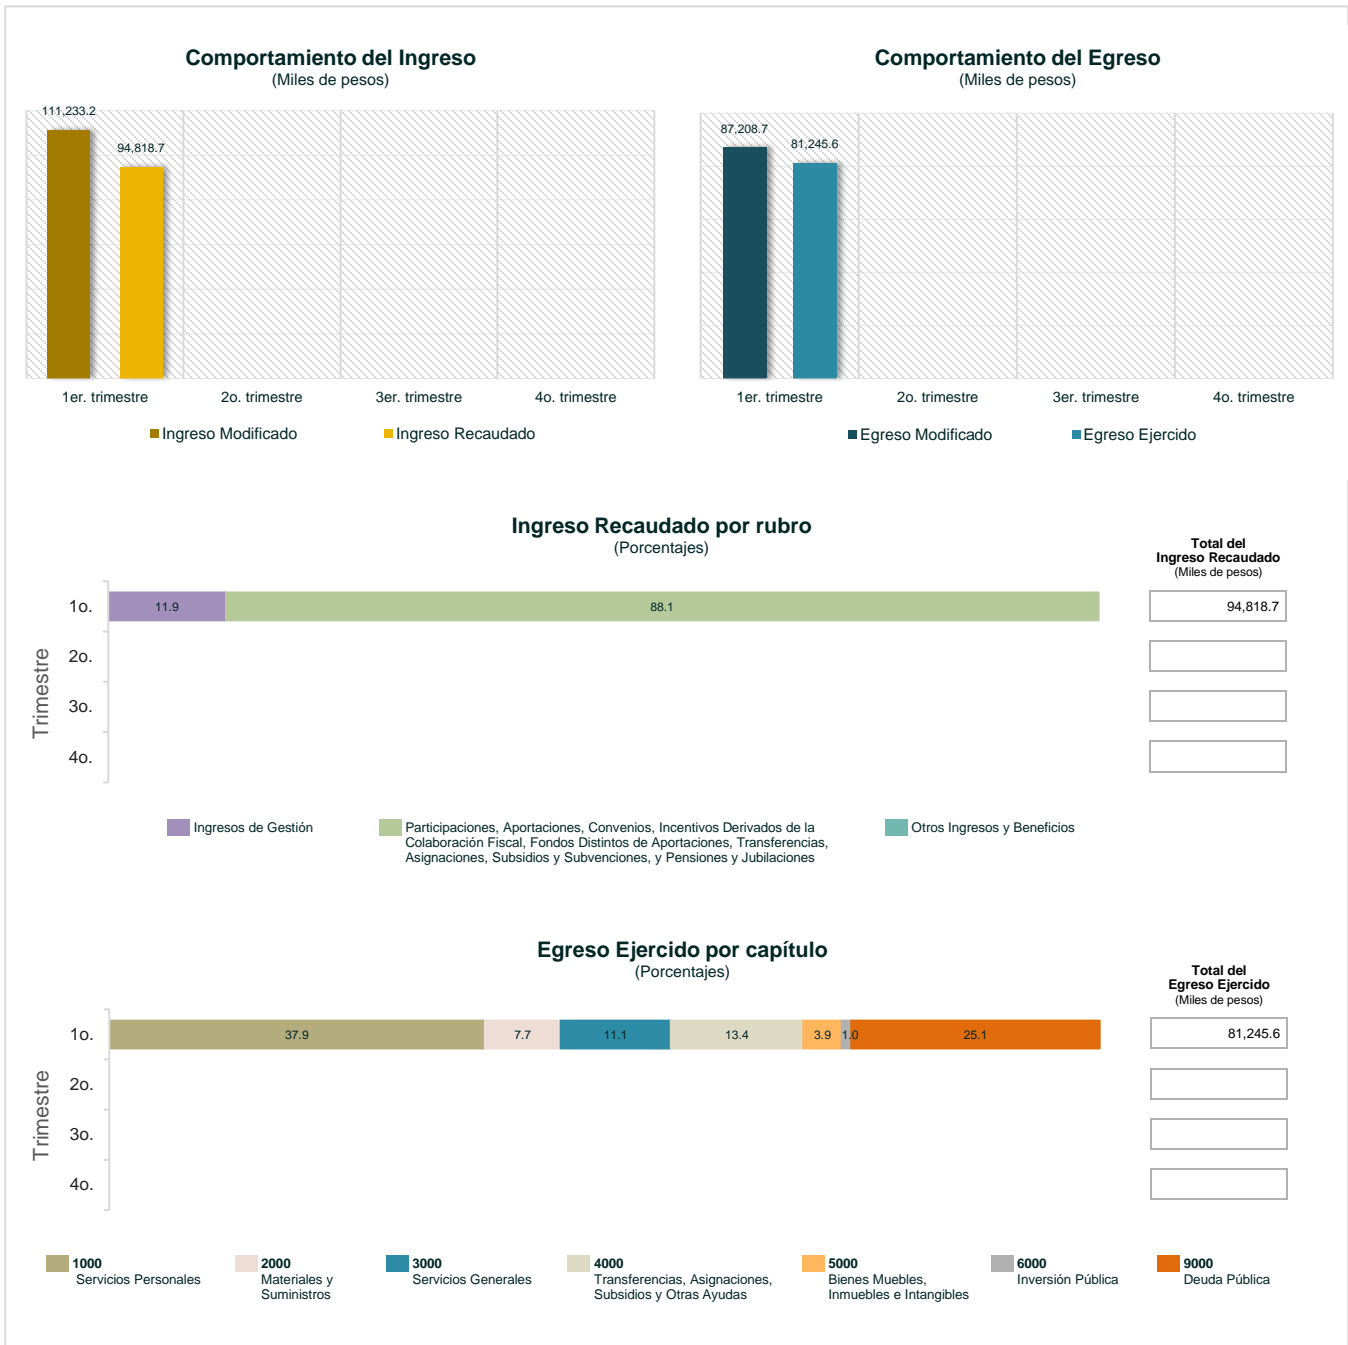 Comportamiento del Ingreso
(Miles de pesos)
111,233.2
94,818.7
1er. trimestre
2o. trimestre
3er. trimestre
4o. trimestre
Ingreso Modificado
Ingreso Recaudado
Comportamiento del Egreso
(Miles de pesos)
87,208.7
81,245.6
1er. trimestre
2o. trimestre
3er. trimestre
4o. trimestre
Egreso Modificado
Egreso Ejercido
Ingreso Recaudado por rubro
(Porcentajes)
Total del
Ingreso Recaudado
(Miles de pesos)
Trimestre
1o.
11.9
88.1
94,818.7
2o.
3o.
4o.
Ingresos de Gestión
Participaciones, Aportaciones, Convenios, Incentivos Derivados de la
Colaboración Fiscal, Fondos Distintos de Aportaciones, Transferencias,
Asignaciones, Subsidios y Subvenciones, y Pensiones y Jubilaciones
Otros Ingresos y Beneficios
Egreso Ejercido por capítulo
(Porcentajes)
Total del
Egreso Ejercido
(Miles de pesos)
Trimestre
1o.
37.9
7.7
11.1
13.4
3.9
1.0
25.1
81,245.6
2o.
3o.
4o.
1000
Servicios Personales
2000
Materiales y
Suministros
3000
Servicios Generales
4000
Transferencias, Asignaciones,
Subsidios y Otras Ayudas
5000
Bienes Muebles,
Inmuebles e Intangibles
6000
Inversión Pública
9000
Deuda Pública